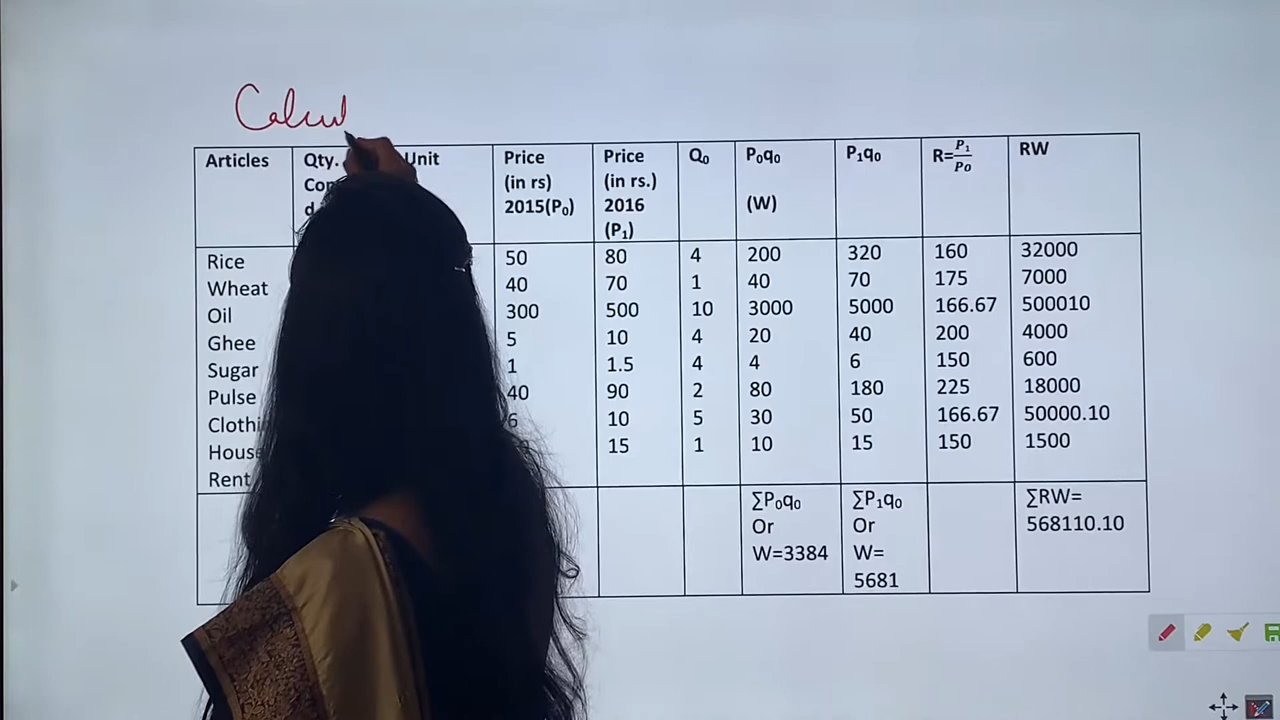 Calcul
Articles Qty. Unit Price Price Q₀ P₀q₀ P₁q₀ R=P₁/Po RW
(in rs) (in rs.)
2015(P₀) 2016 (W)
(P₁)
Rice 50 80 4 200 320 160 32000
Wheat 40 70 1 40 70 175 7000
Oil 300 500 10 3000 5000 166.67 500010
Ghee 5 10 4 20 40 200 4000
Sugar 1 1.5 4 4 6 150 600
Pulse 40 90 2 80 180 225 18000
6 10 5 30 50 166.67 50000.10
House 15 1 10 15 150 1500
Rent
∑P₀q₀ ∑P₁q₀ ∑RW=
Or Or 568110.10
W=3384 W=
5681